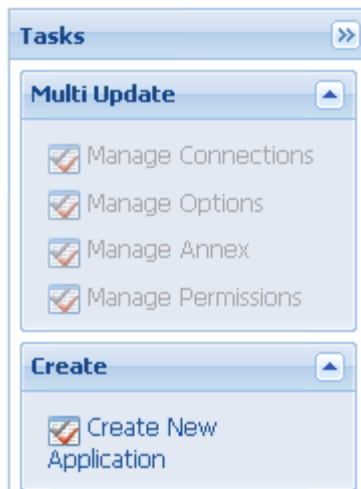 Tasks
Multi Update
Manage Connections
Manage Options
Manage Annex
Manage Permissions
Create
Create New
Application